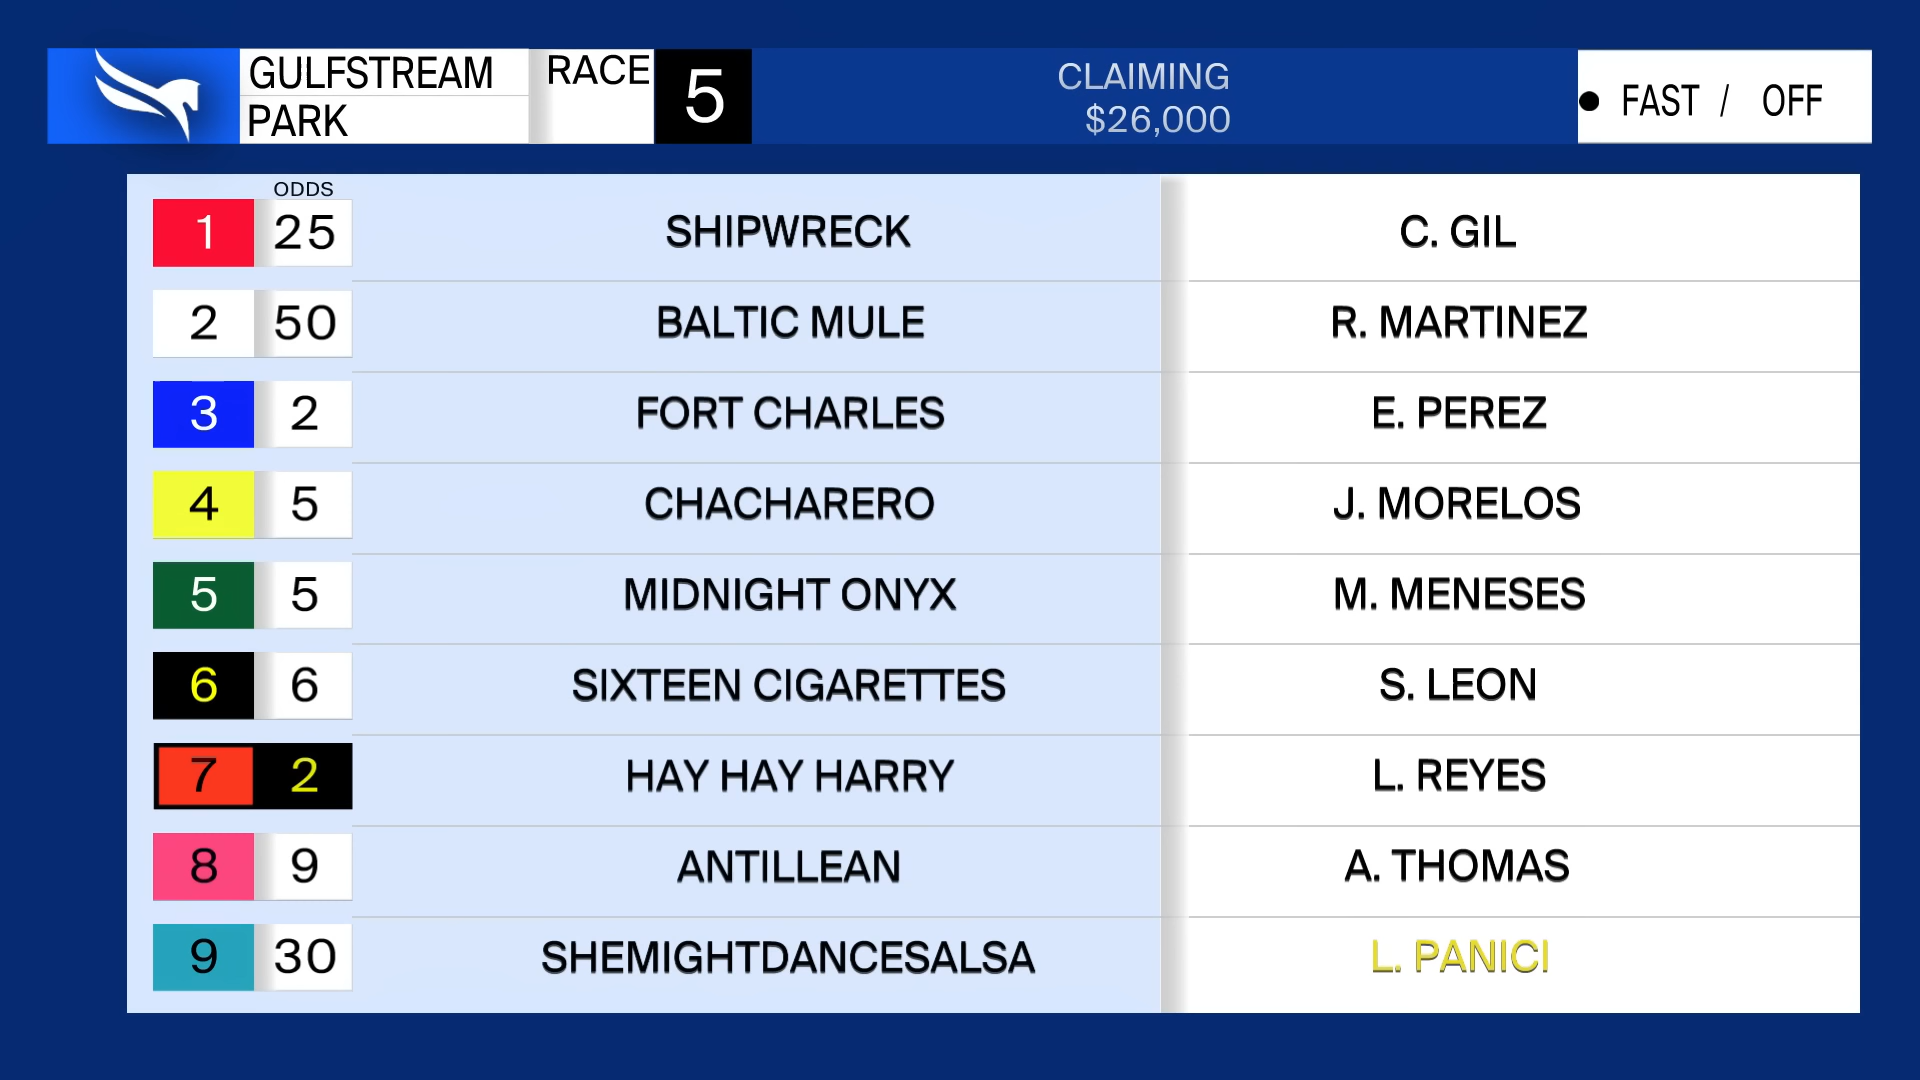 GULFSTREAM
PARK
RACE
5
CLAIMING
$26,000
● FAST / OFF
ODDS
1 25 SHIPWRECK C. GIL
2 50 BALTIC MULE R. MARTINEZ
3 2 FORT CHARLES E. PEREZ
4 5 CHACHARERO J. MORELOS
5 5 MIDNIGHT ONYX M. MENESES
6 6 SIXTEEN CIGARETTES S. LEON
7 2 HAY HAY HARRY L. REYES
8 9 ANTILLEAN A. THOMAS
9 30 SHEMIGHTDANCESALSA L. PANICI